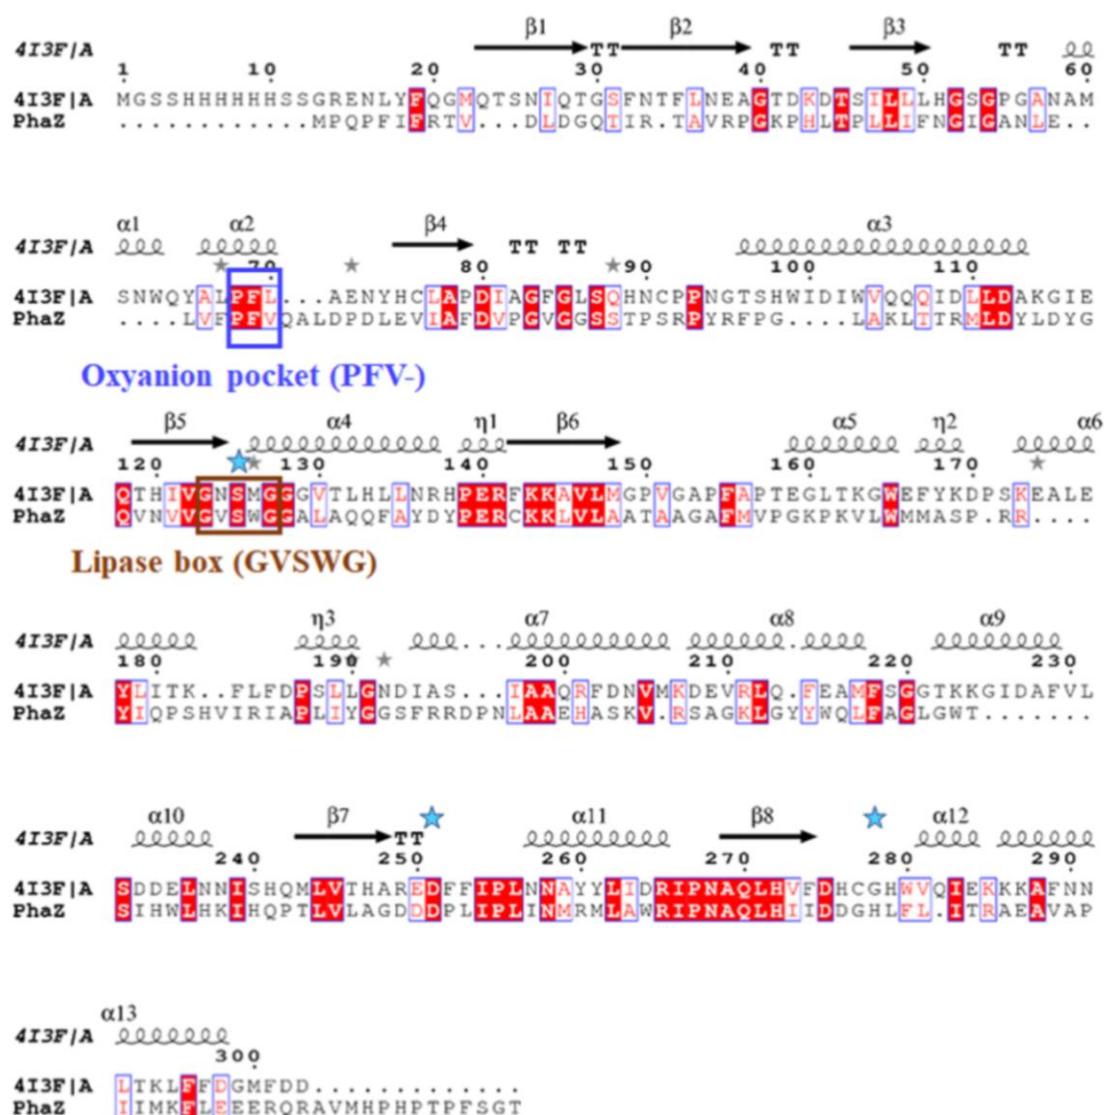 β1 β2 β3
4I3F|A TT TT TT
1 10 20 30 40 50 60
4I3F|A MGSSHHHHHHSSGRENLYFQGMQTSNIQTGSFNTFLNEAGTDKDTSILLLHGSGPGANAM
PhaZ ............MPQPFIFRTV...DLDGQTIR.TAVRPGKPHLTPLLIFNGIGANLE..
α1 α2 β4 α3
4I3F|A TT TT
70 80 90 100 110
4I3F|A SNWQYALPFL...AENYHCLAPDIAGFGLSQHNCPPNGTSHWIDIWVQQQIDLLDAKGIE
PhaZ ....LVFPFVQALDPDLEVIAFDVPGVGGSSTPSRPYRFPG....LAKLTTRMLDYLDYG
Oxyanion pocket (PFV-)
β5 α4 η1 β6 α5 η2 α6
4I3F|A
120 130 140 150 160 170
4I3F|A QTHIVGNSMGGGVTLHLLNRHPERFKKAVLMGPVGAPFAPTEGLTKGWEFYKDPSKEALE
PhaZ QVNVVGVSWGGALAQQFAYDYPERCKKLVLAATAAGAFMVPGKPKVLWMMASP.RR....
Lipase box (GVSWG)
η3 α7 α8 α9
4I3F|A
180 190 200 210 220 230
4I3F|A YLITK..FLFDPSLLGNDIAS...IAAQRFDNVMKDEVRLQ.FEAMFSGGTKKGIDAFVL
PhaZ YIQPSHVIRIAPLIYGGSFRRDPNLAAEHASKV.RSAGKLGYYWQLFAGLGWT.......
α10 β7 α11 β8 α12
4I3F|A TT
240 250 260 270 280 290
4I3F|A SDDELNNISHQMLVTHAREDFFIPLNNAYYLIDRIPNAQLHVFDHCGHWVQIEKKKAFNN
PhaZ SIHWLHKIHQPTLVLAGDDDPLIPLINMRMLAWRIPNAQLHIIDDGHLFL.ITRAEAVAP
α13
4I3F|A
300
4I3F|A LTKLFFDGMFDD.............
PhaZ IIMKFLEEERQRAVMHPHPTPFSGT